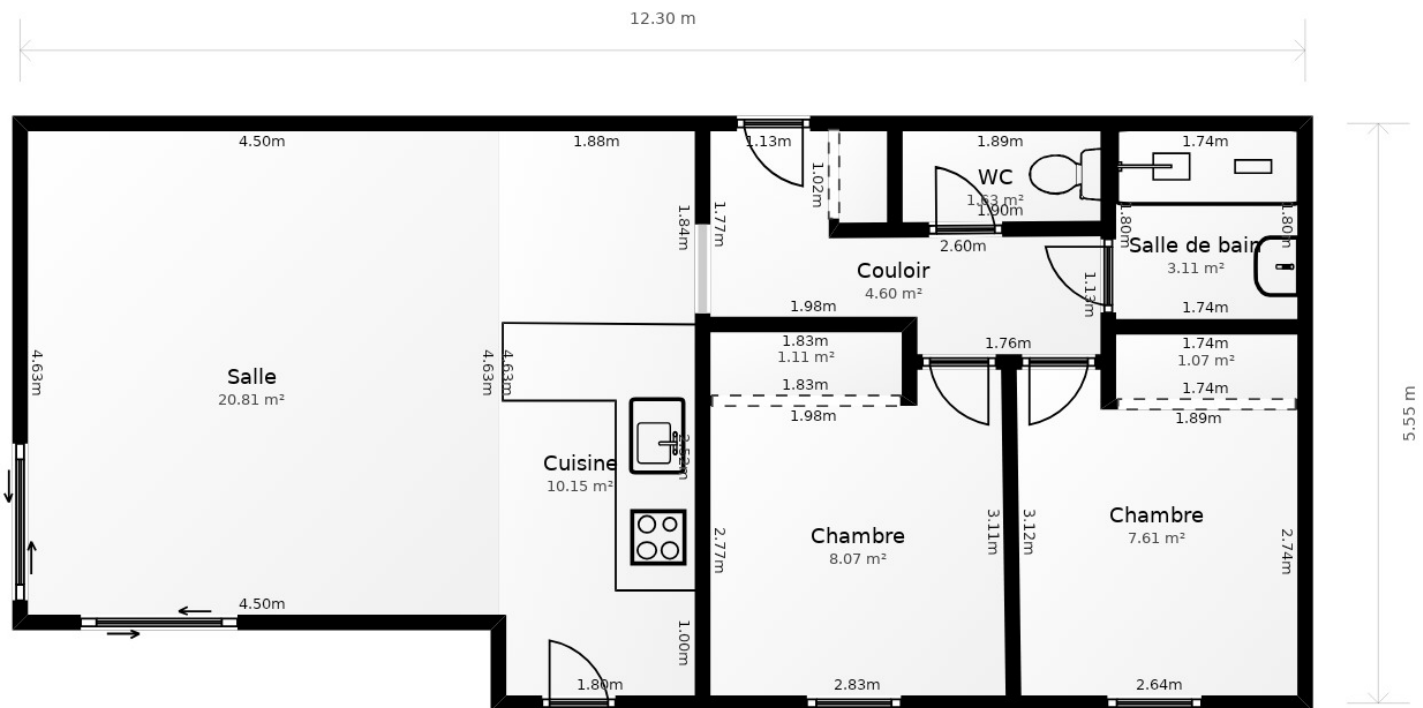 12.30 m
4.50m
1.88m
1.13m
1.89m
1.74m
1.02m
WC
1.63 m²
1.90m
1.84m
1.77m
1.80m
1.80m
2.60m
Salle de bain
3.11 m²
Couloir
4.60 m²
1.13m
1.98m
1.74m
1.83m
1.11 m²
1.76m
1.74m
1.07 m²
4.63m
4.63m
4.63m
Salle
20.81 m²
1.83m
1.98m
1.74m
1.89m
5.55 m
2.52m
Cuisine
10.15 m²
Chambre
8.07 m²
Chambre
7.61 m²
2.77m
3.11m
3.12m
2.74m
4.50m
1.00m
1.80m
2.83m
2.64m